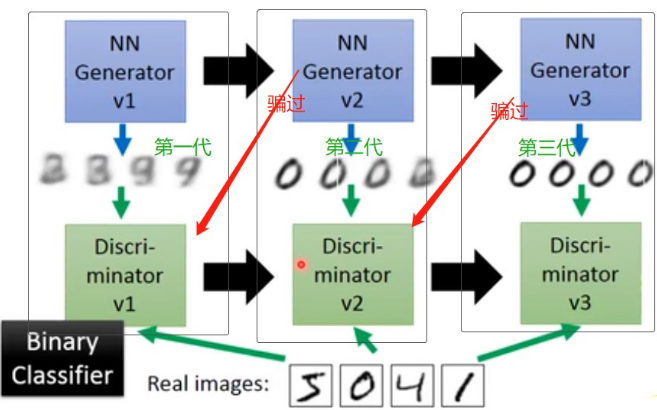 NN
Generator
v1
NN
Generator
v2
NN
Generator
v3
骗过
骗过
第一代
第二代
第三代
3 3 9 9
0 0 0 2
0 0 0 0
Discri-
minator
v1
Discri-
minator
v2
Discri-
minator
v3
Binary
Classifier
Real images: 5 0 4 1